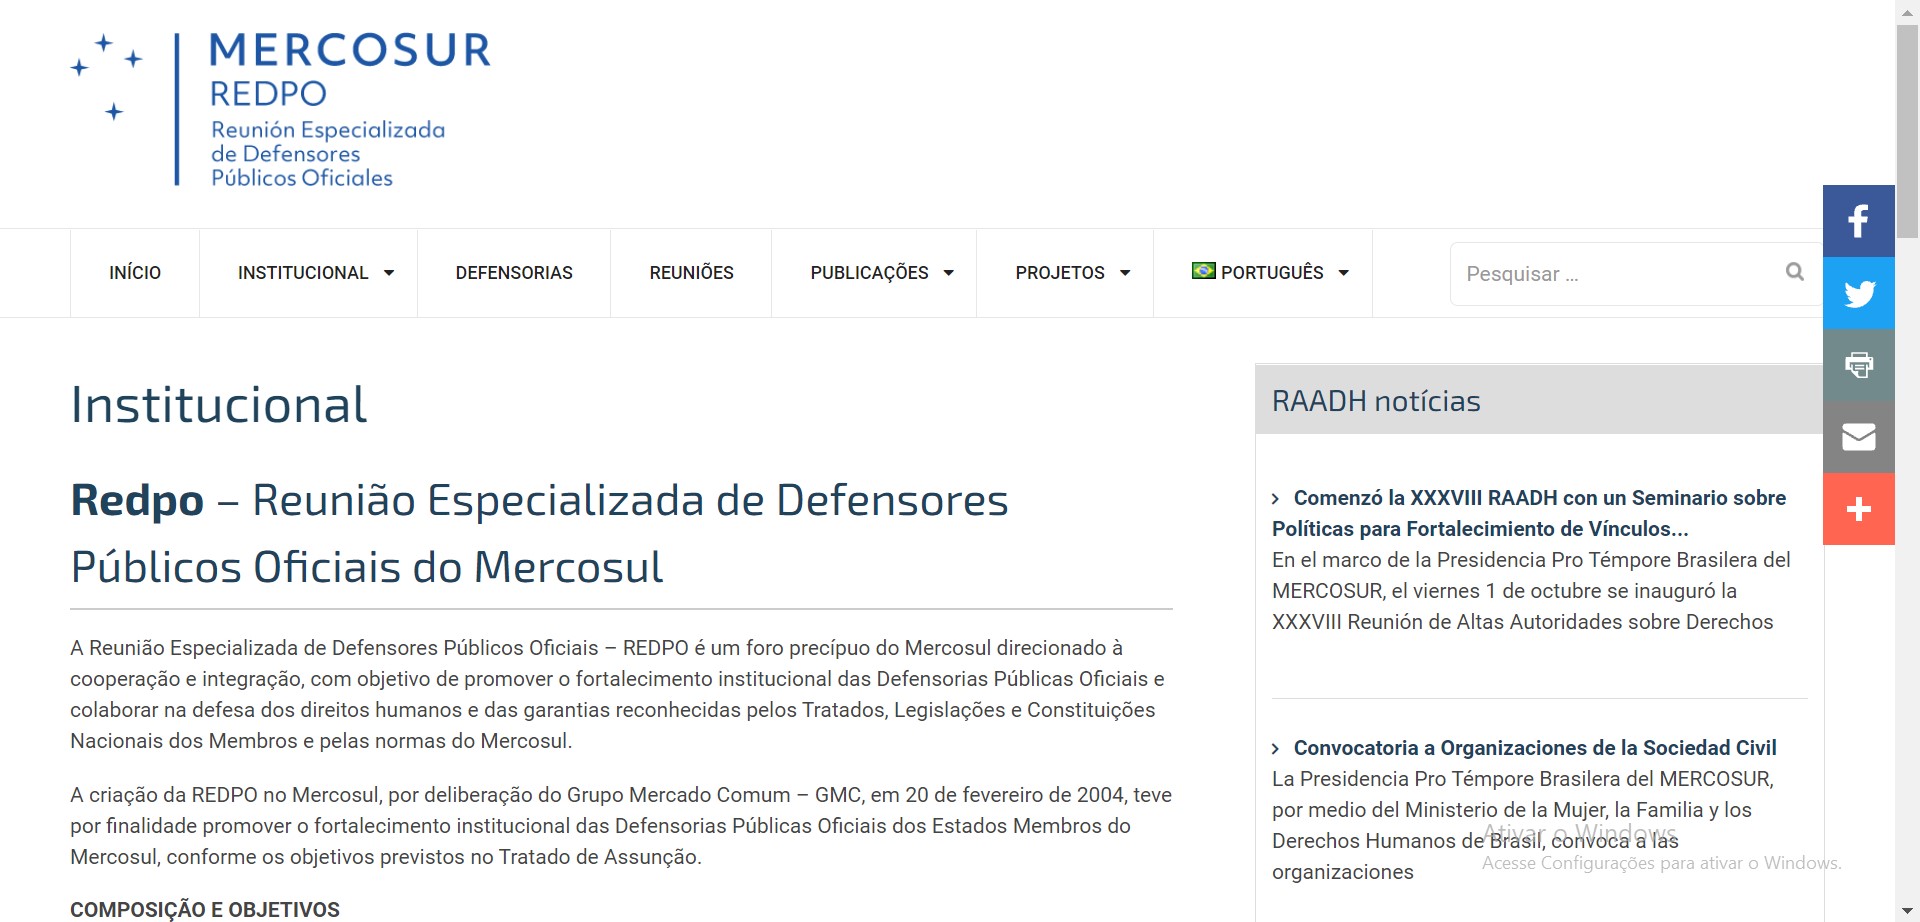 MERCOSUR
REDPO
Reunión Especializada
de Defensores
Públicos Oficiales
INÍCIO
INSTITUCIONAL
DEFENSORIAS
REUNIÕES
PUBLICAÇÕES
PROJETOS
PORTUGUÊS
Pesquisar ...
Institucional
Redpo – Reunião Especializada de Defensores
Públicos Oficiais do Mercosul
A Reunião Especializada de Defensores Públicos Oficiais – REDPO é um foro precípuo do Mercosul direcionado à
cooperação e integração, com objetivo de promover o fortalecimento institucional das Defensorias Públicas Oficiais e
colaborar na defesa dos direitos humanos e das garantias reconhecidas pelos Tratados, Legislações e Constituições
Nacionais dos Membros e pelas normas do Mercosul.
A criação da REDPO no Mercosul, por deliberação do Grupo Mercado Comum – GMC, em 20 de fevereiro de 2004, teve
por finalidade promover o fortalecimento institucional das Defensorias Públicas Oficiais dos Estados Membros do
Mercosul, conforme os objetivos previstos no Tratado de Assunção.
COMPOSIÇÃO E OBJETIVOS
RAADH notícias
Comenzó la XXXVIII RAADH con un Seminario sobre
Políticas para Fortalecimiento de Vínculos...
En el marco de la Presidencia Pro Témpore Brasilera del
MERCOSUR, el viernes 1 de octubre se inauguró la
XXXVIII Reunión de Altas Autoridades sobre Derechos
Convocatoria a Organizaciones de la Sociedad Civil
La Presidencia Pro Témpore Brasilera del MERCOSUR,
por medio del Ministerio de la Mujer, la Familia y los
Derechos Humanos de Brasil, convoca a las
organizaciones
Ativar o Windows
Acesse Configurações para ativar o Windows.